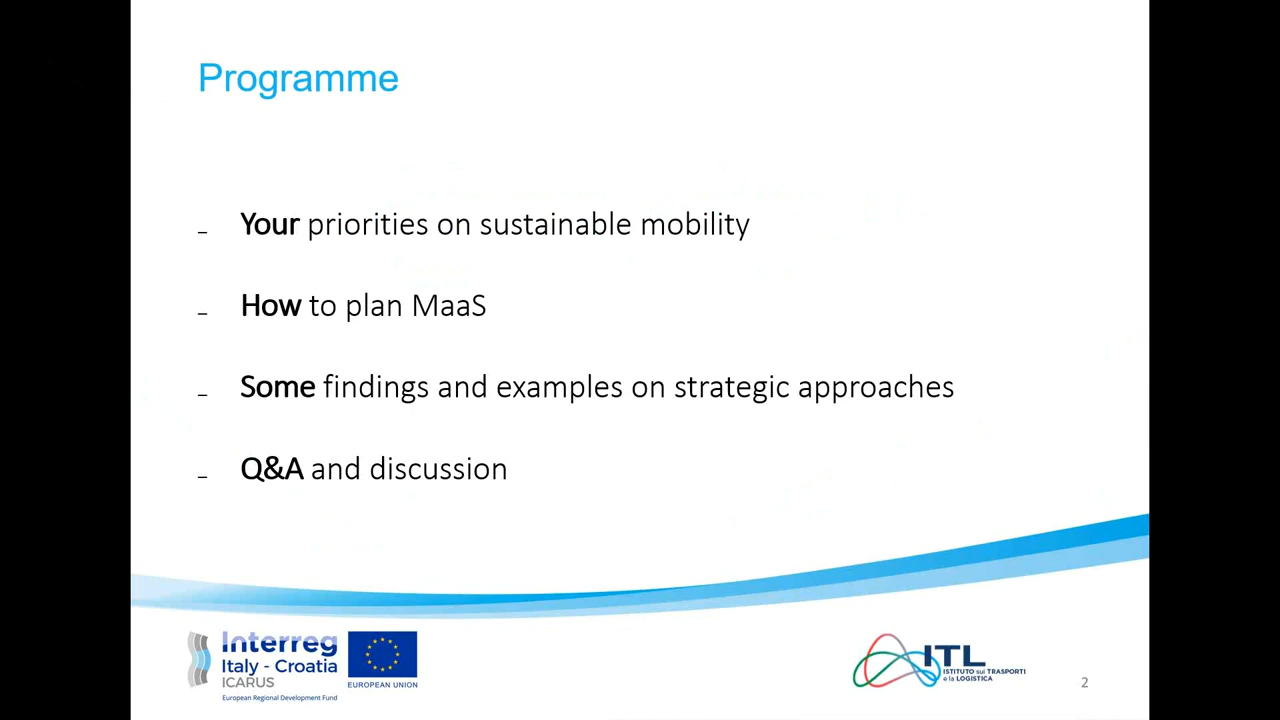 Programme
– Your priorities on sustainable mobility
– How to plan MaaS
– Some findings and examples on strategic approaches
– Q&A and discussion
Interreg
Italy - Croatia
ICARUS
European Regional Development Fund
EUROPEAN UNION
ITL
ISTITUTO sui TRASPORTI
e la LOGISTICA
2